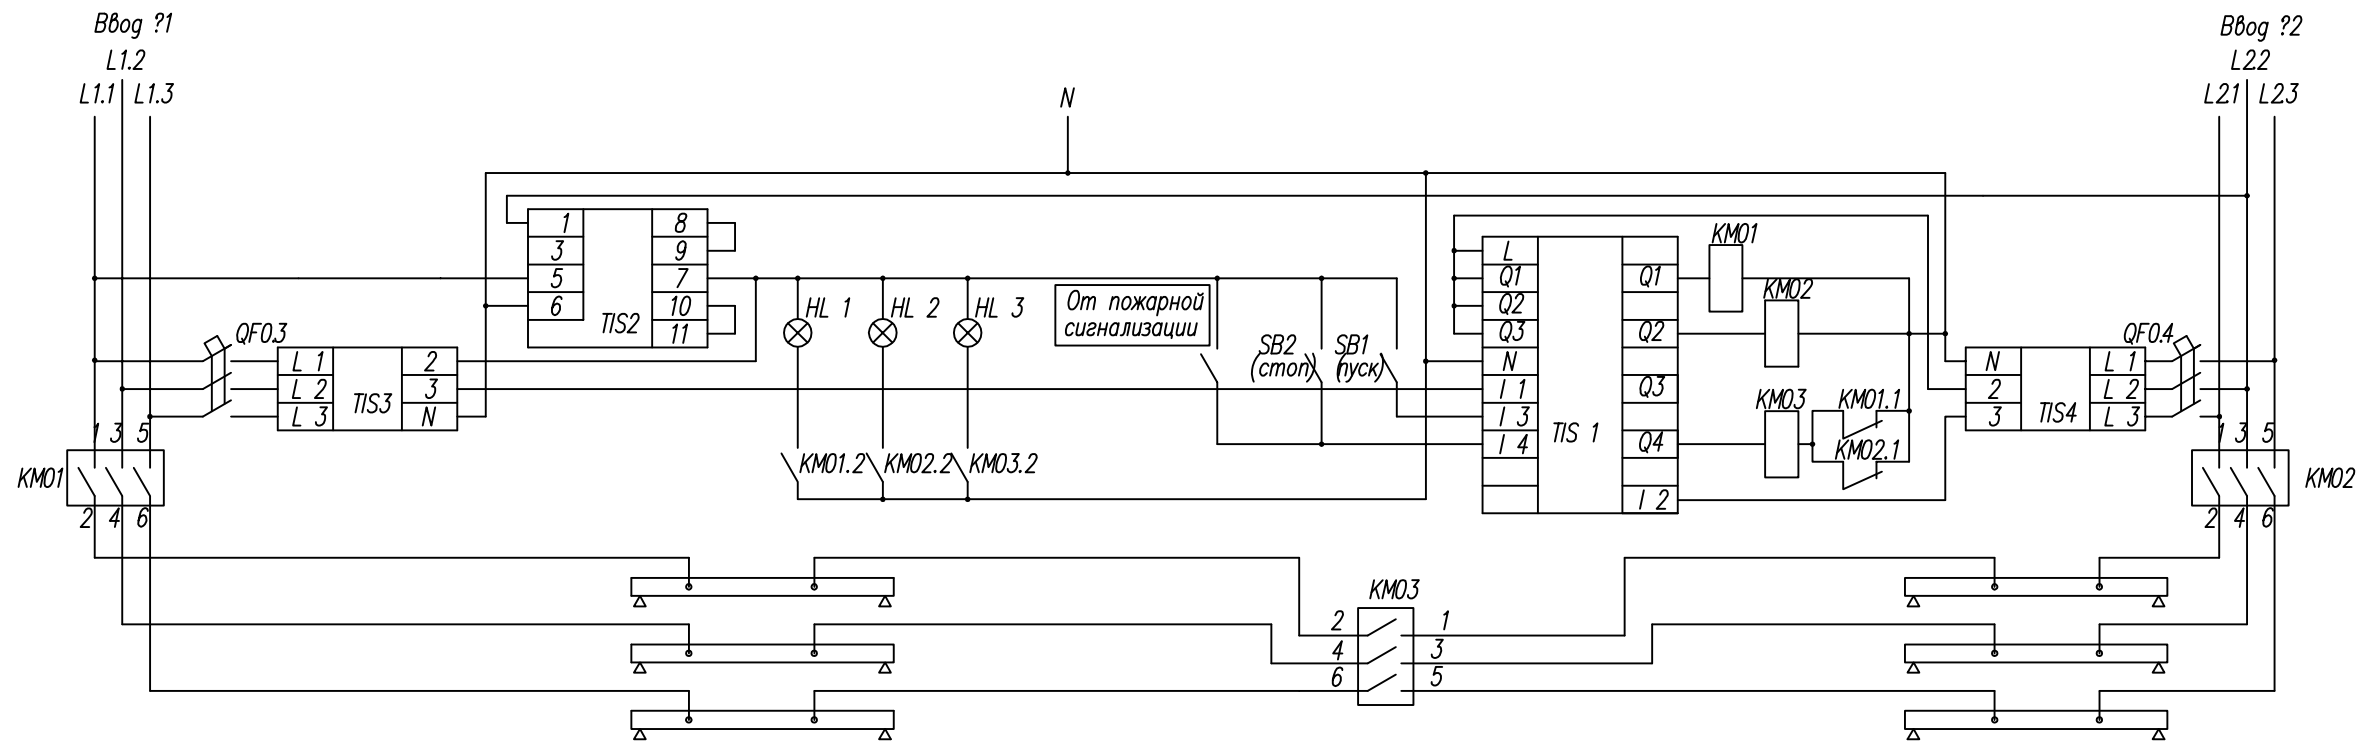 Ввод ?1
L1.2
L1.1 L1.3
N
Ввод ?2
L2.2
L2.1 L2.3
1
3
5
6
TIS2
8
9
7
10
11
QF0.3
L 1
L 2
L 3
TIS3
2
3
N
HL 1
HL 2
HL 3
От пожарной
сигнализации
SB2
(стоп)
SB1
(пуск)
L
Q1
Q2
Q3
N
I 1
I 3
I 4
TIS 1
Q1
Q2
Q3
Q4
I 2
KM01
KM02
KM03
KM01.1
KM02.1
N
2
3
TIS4
L 1
L 2
L 3
QF0.4
1 3 5
KM01
2 4 6
KM01.2
KM02.2
KM03.2
1 3 5
KM02
2 4 6
KM03
2 1
4 3
6 5